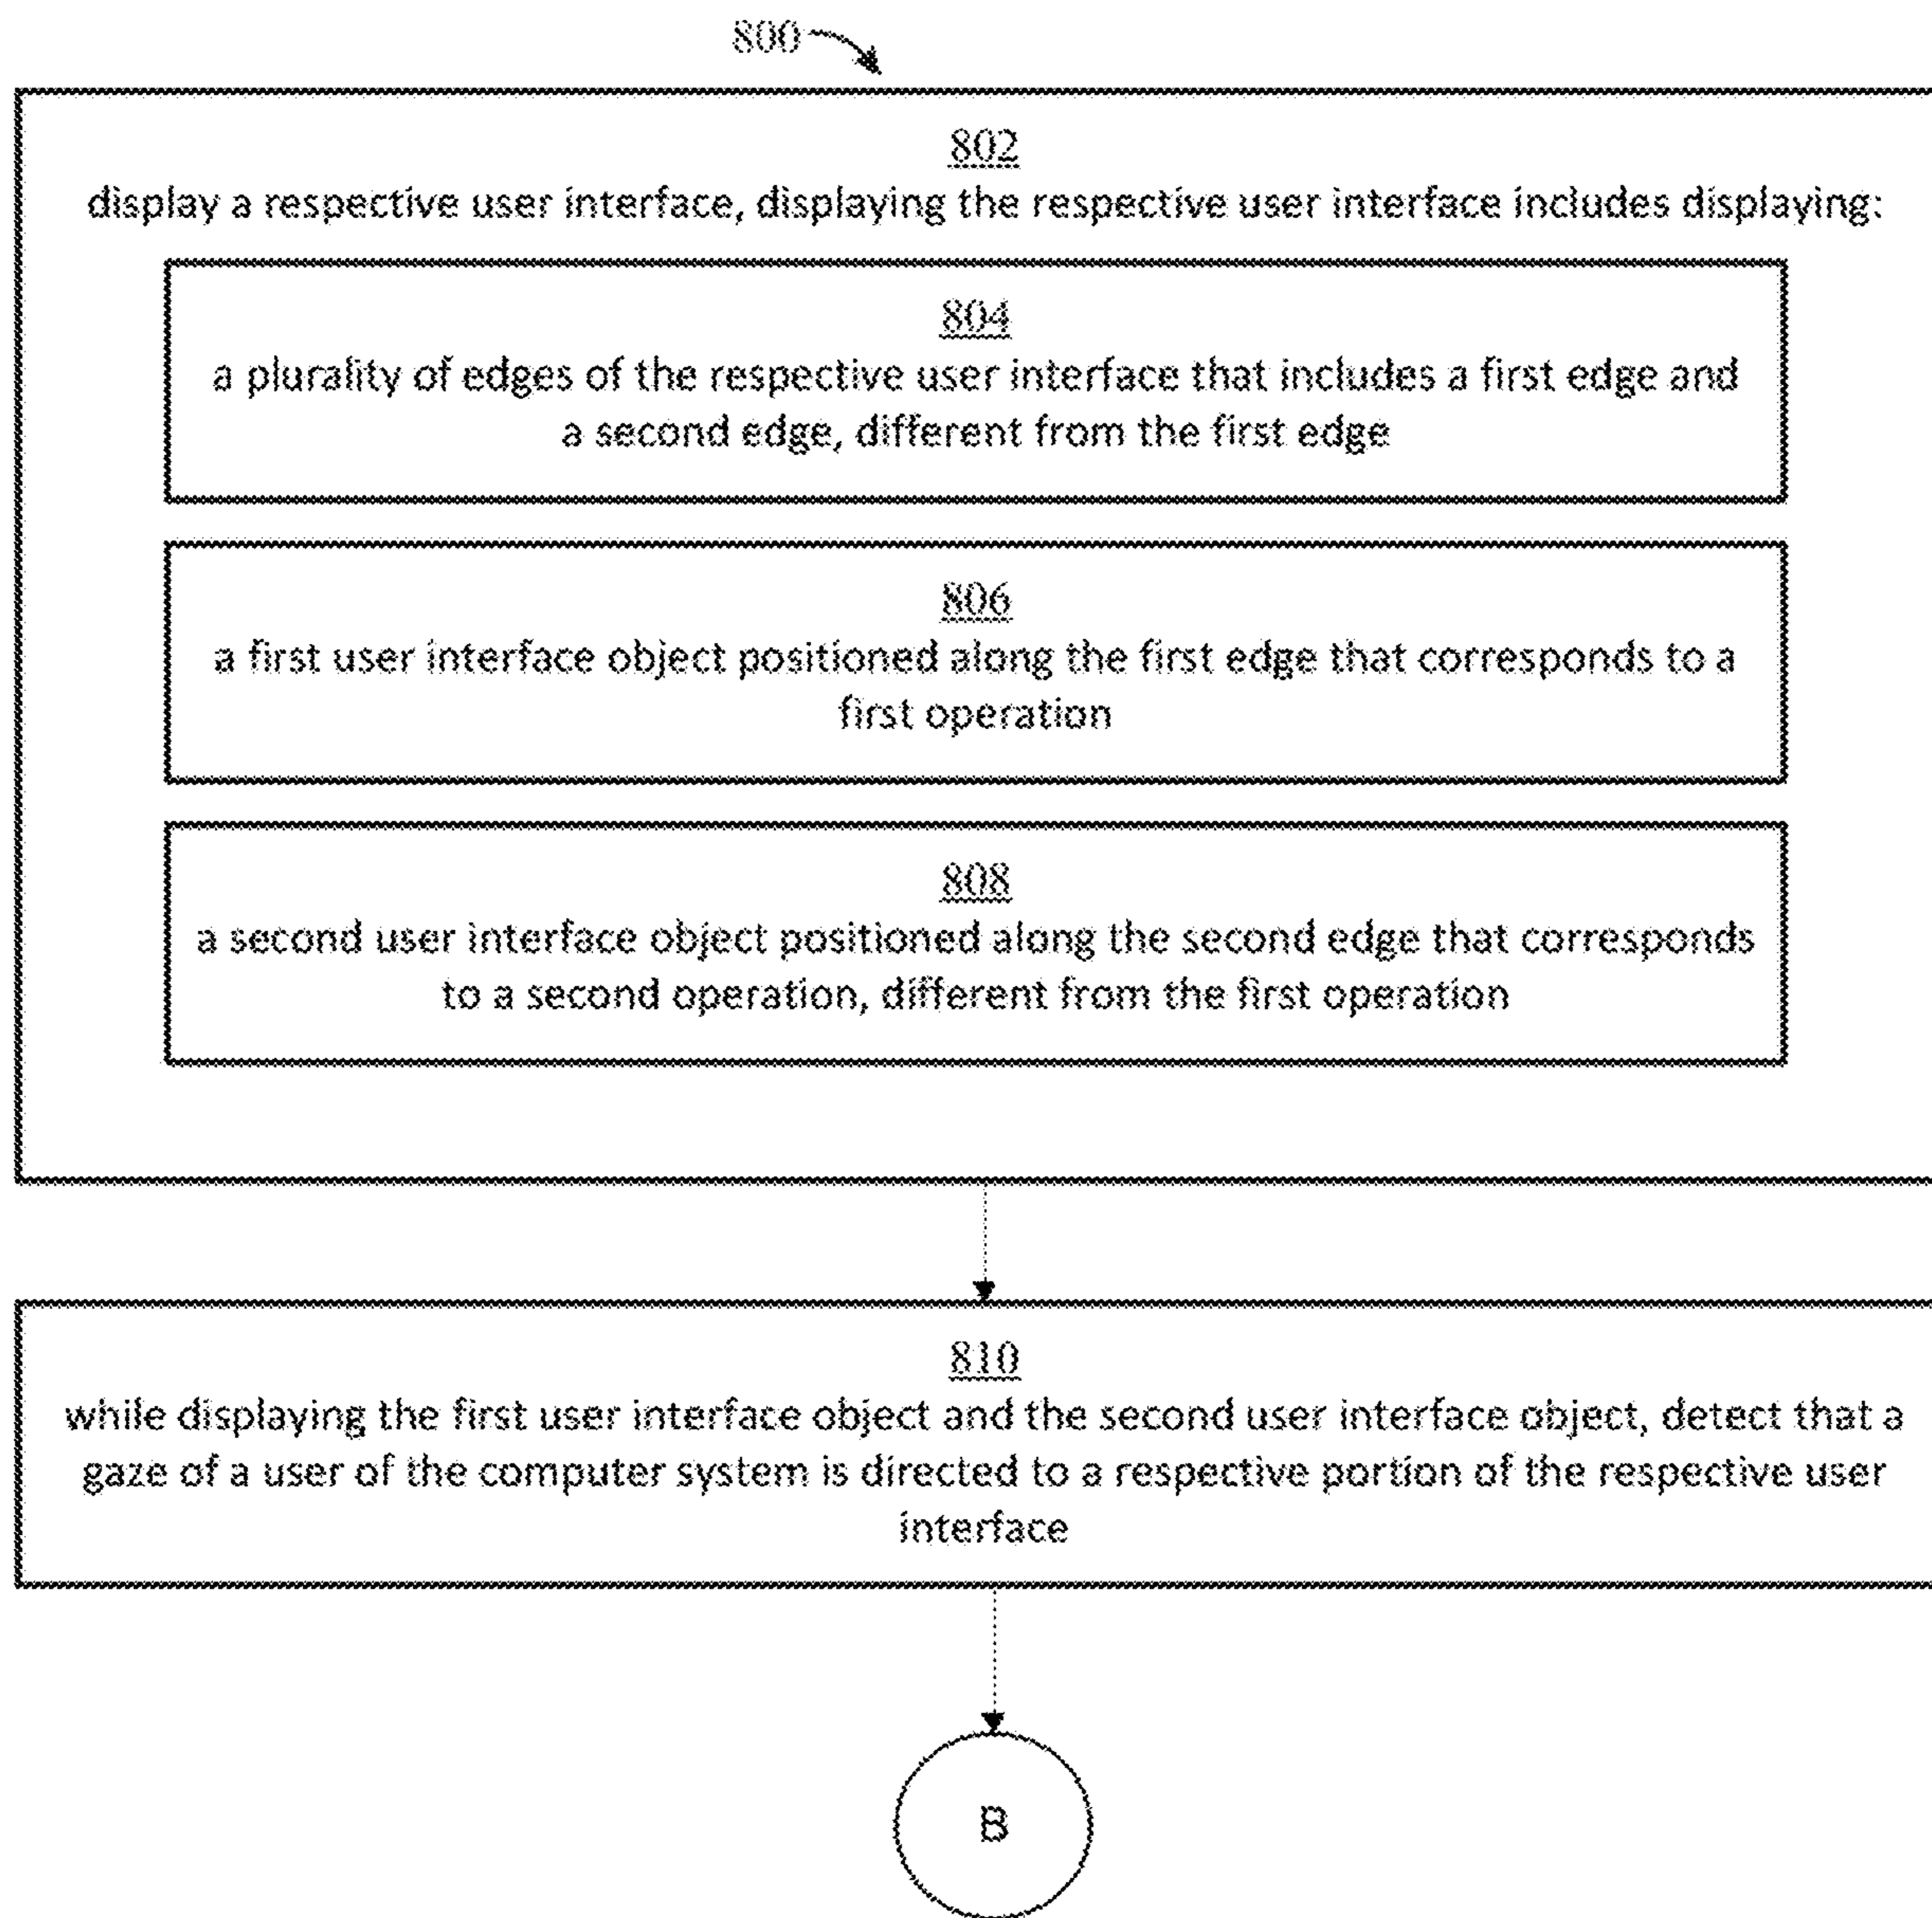 800
802
display a respective user interface, displaying the respective user interface includes displaying:
804
a plurality of edges of the respective user interface that includes a first edge and
a second edge, different from the first edge
806
a first user interface object positioned along the first edge that corresponds to a
first operation
808
a second user interface object positioned along the second edge that corresponds
to a second operation, different from the first operation
810
while displaying the first user interface object and the second user interface object, detect that a
gaze of a user of the computer system is directed to a respective portion of the respective user
interface
B